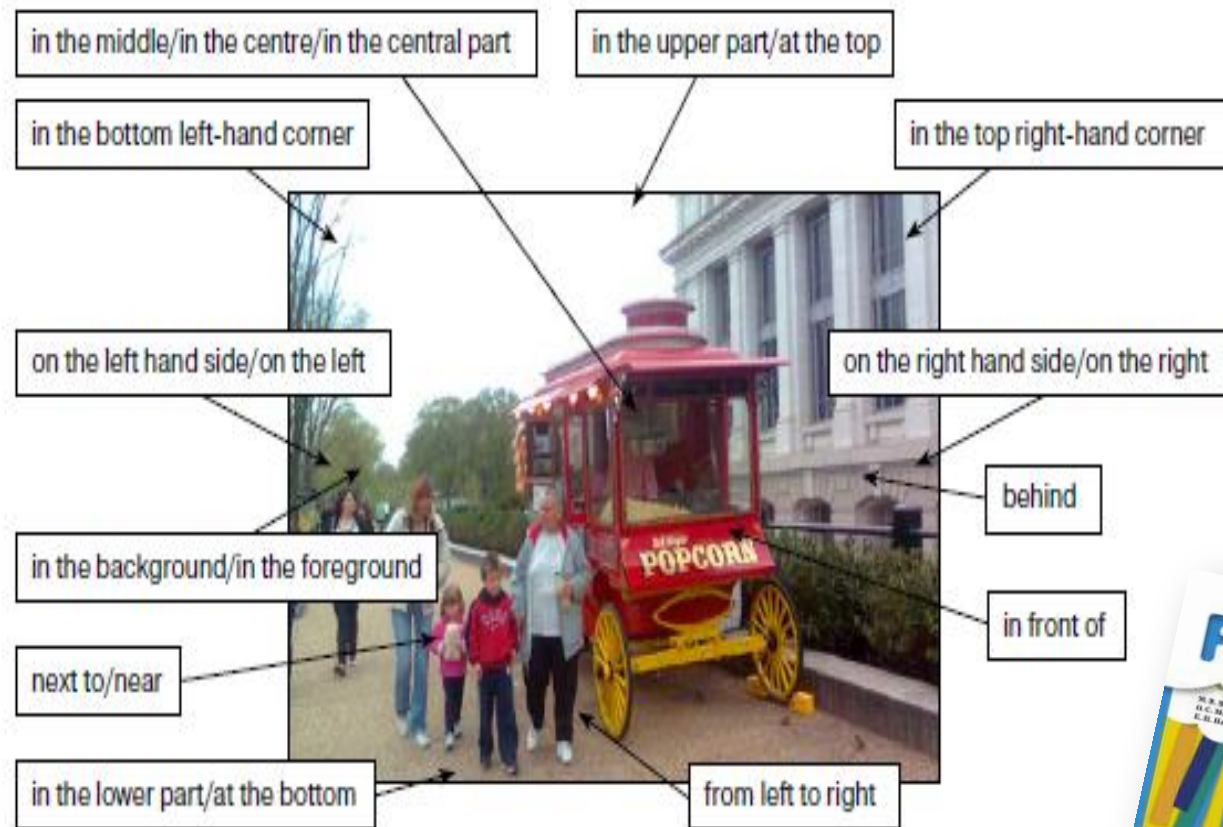 in the middle/in the centre/in the central part
in the upper part/at the top
in the bottom left-hand corner
in the top right-hand corner
on the left hand side/on the left
on the right hand side/on the right
behind
in the background/in the foreground
POPCORN
in front of
next to/near
in the lower part/at the bottom
from left to right